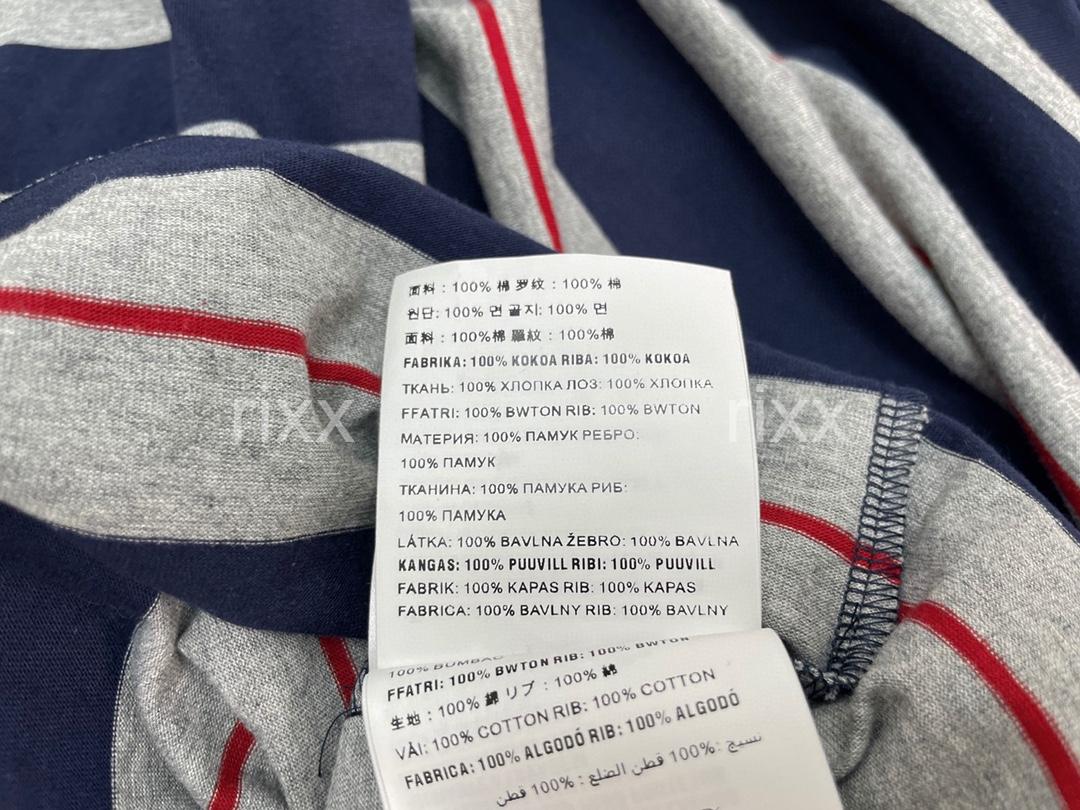 面料 : 100% 棉 罗纹 : 100% 棉
원단: 100% 면 골지: 100% 면
面料 : 100%棉 羅紋 : 100%棉
FABRIKA: 100% KOKOA RIBA: 100% KOKOA
ТКАНЬ: 100% ХЛОПКА ЛОЗ: 100% ХЛОПКА
FFATRI: 100% BWTON RIB: 100% BWTON
rixx rixx
МАТЕРИЯ: 100% ПАМУК РЕБРО:
100% ПАМУК
ТКАНИНА: 100% ПАМУКА РИБ:
100% ПАМУКА
LÁTKA: 100% BAVLNA ŽEBRO: 100% BAVLNA
KANGAS: 100% PUUVILL RIBI: 100% PUUVILL
FABRIK: 100% KAPAS RIB: 100% KAPAS
FABRICA: 100% BAVLNY RIB: 100% BAVLNY
100% BUMBAC
FFATRI: 100% BWTON RIB: 100% BWTON
生地 : 100% 綿 リブ : 100% 綿
VẢI: 100% COTTON RIB: 100% COTTON
FABRICA: 100% ALGODÓ RIB: 100% ALGODÓ
نسيج: %100 قطن الضلع : %100 قطن